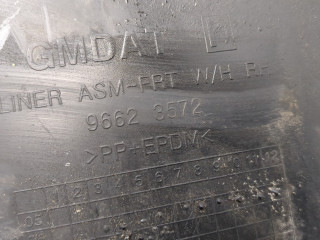 GMDAT L
LINER ASM-FRT W/H R
9662 3572
>PP+EPDM<
1 2 3 4 5 6 7 8 9 10 11 12
05